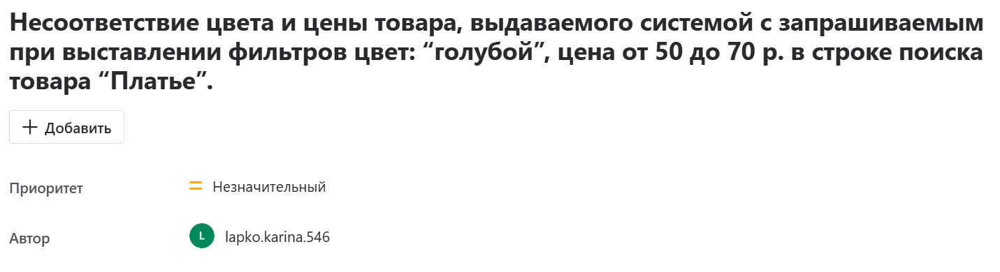 Несоответствие цвета и цены товара, выдаваемого системой с запрашиваемым
при выставлении фильтров цвет: “голубой”, цена от 50 до 70 р. в строке поиска
товара “Платье”.
Добавить
Приоритет
Незначительный
Автор
L
lapko.karina.546